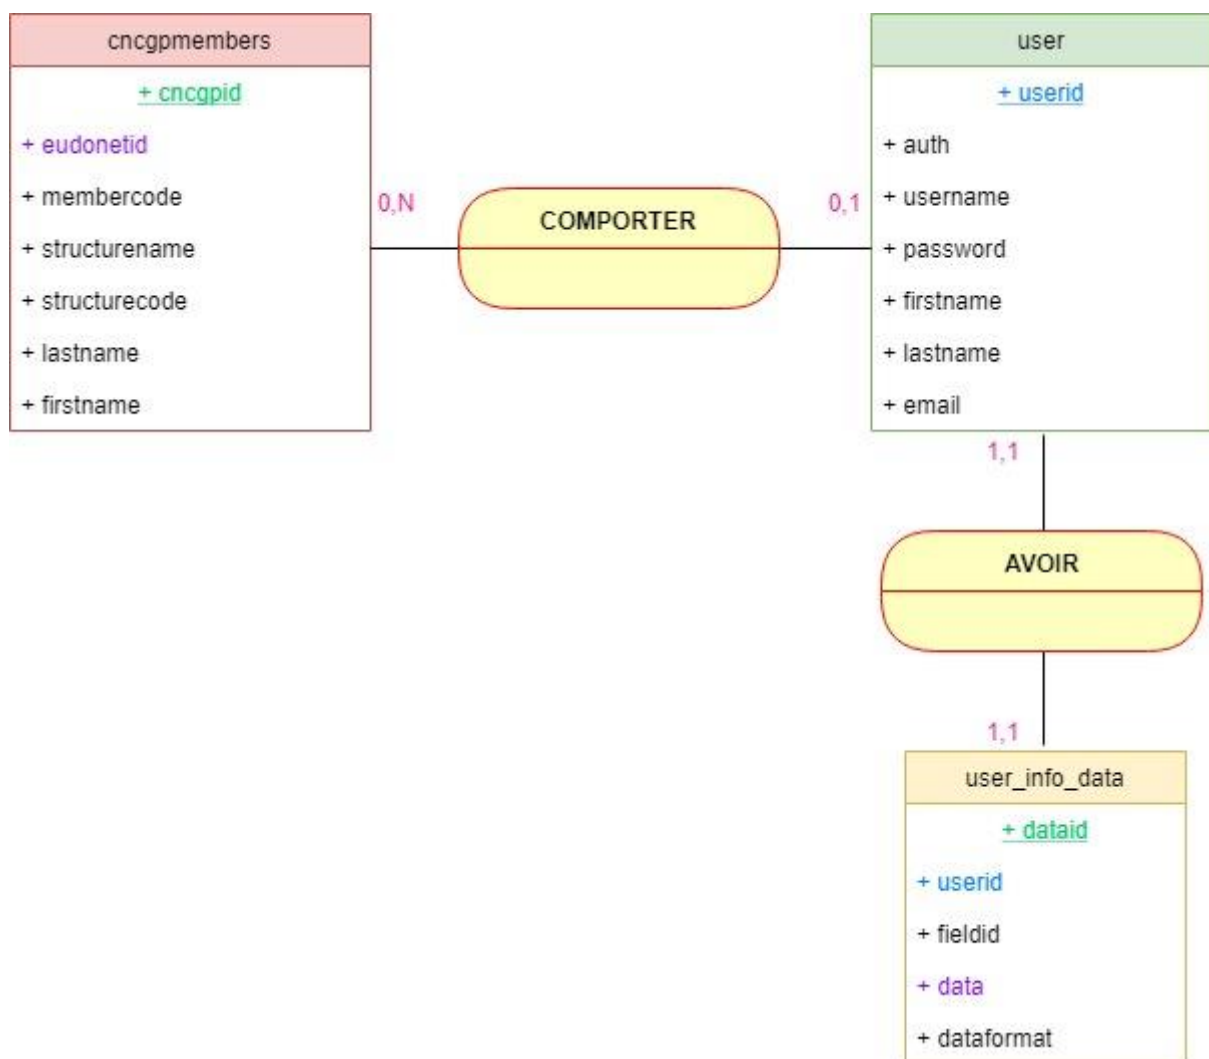 cncgpmembers
+ cncgpid
+ eudonetid
+ membercode
+ structurename
+ structurecode
+ lastname
+ firstname
0,N
COMPORTER
0,1
user
+ userid
+ auth
+ username
+ password
+ firstname
+ lastname
+ email
1,1
AVOIR
1,1
user_info_data
+ dataid
+ userid
+ fieldid
+ data
+ dataformat